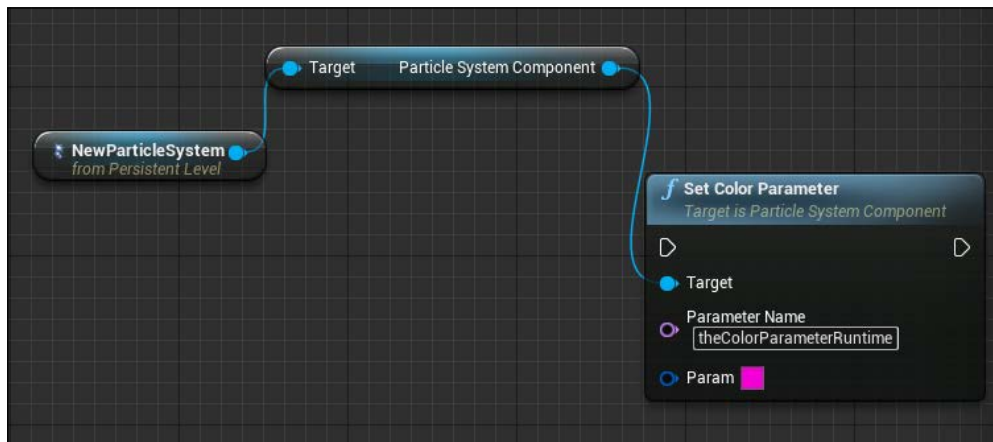 Target Particle System Component
NewParticleSystem
from Persistent Level
f Set Color Parameter
Target is Particle System Component
Target
Parameter Name
theColorParameterRuntime
Param